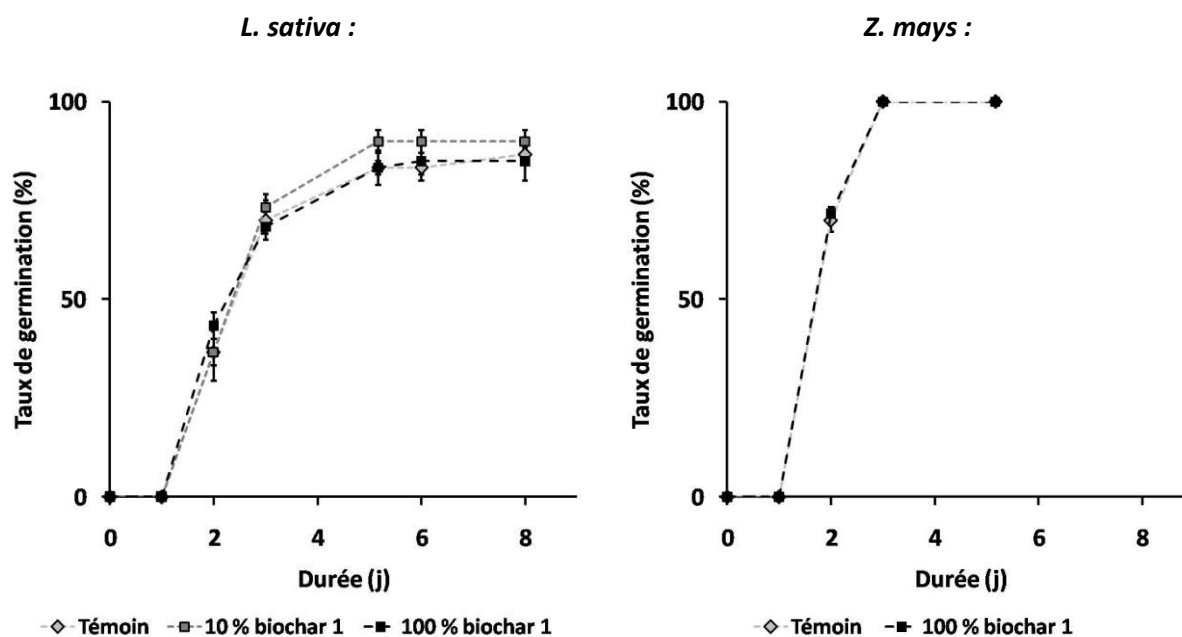 L. sativa :
Taux de germination (%)
100
50
0
0 2 4 6 8
Durée (j)
Témoin 10 % biochar 1 100 % biochar 1
Z. mays :
Taux de germination (%)
100
50
0
0 2 4 6 8
Durée (j)
Témoin 100 % biochar 1